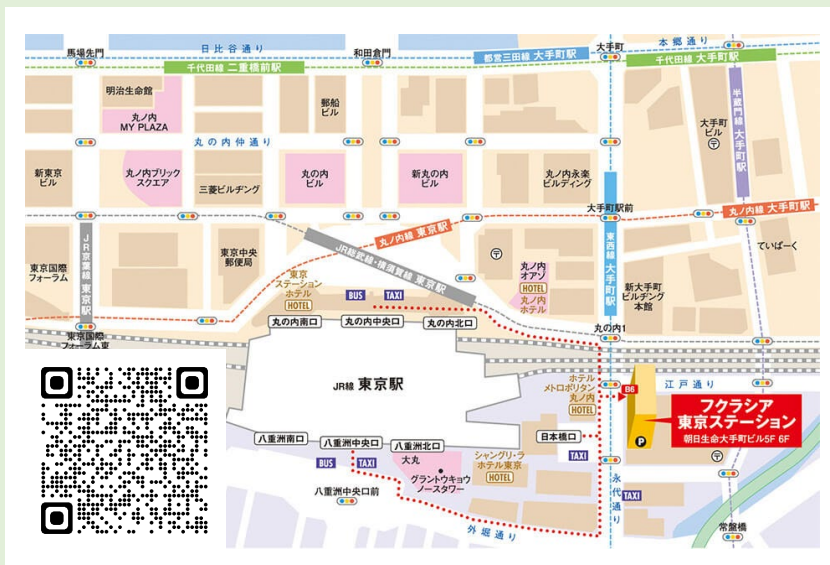 日比谷通り
本郷通り
馬場先門
和田倉門
大手町
都営三田線 大手町駅
千代田線 二重橋前駅
千代田線 大手町駅
明治生命館
丸ノ内
MY PLAZA
郵船
ビル
大手町
ビル
半蔵門線 大手町駅
丸の内仲通り
新東京
ビル
丸ノ内ブリック
スクエア
三菱ビルヂング
丸の内
ビル
新丸の内
ビル
丸ノ内永楽
ビルディング
大手町駅前
丸ノ内線 大手町駅
JR京葉線 東京駅
丸ノ内線 東京駅
東西線 大手町駅
東京国際
フォーラム
東京中央
郵便局
JR総武線・横須賀線 東京駅
ていぱーく
東京
ステーション
ホテル
HOTEL
BUS
TAXI
丸ノ内
オアゾ
HOTEL
丸ノ内
ホテル
新大手町
ビルヂング
本館
丸の内南口
丸の内中央口
丸の内北口
丸の内1
東京国際
フォーラム東
JR線 東京駅
ホテル
メトロポリタン
丸ノ内
HOTEL
B6
江戸通り
フクラシア
東京ステーション
朝日生命大手町ビル5F 6F
P
八重洲南口
八重洲中央口
八重洲北口
日本橋口
BUS
TAXI
大丸
グラントウキョウ
ノースタワー
シャングリ・ラ
ホテル東京
HOTEL
TAXI
八重洲中央口前
永代通り
TAXI
外堀通り
常盤橋